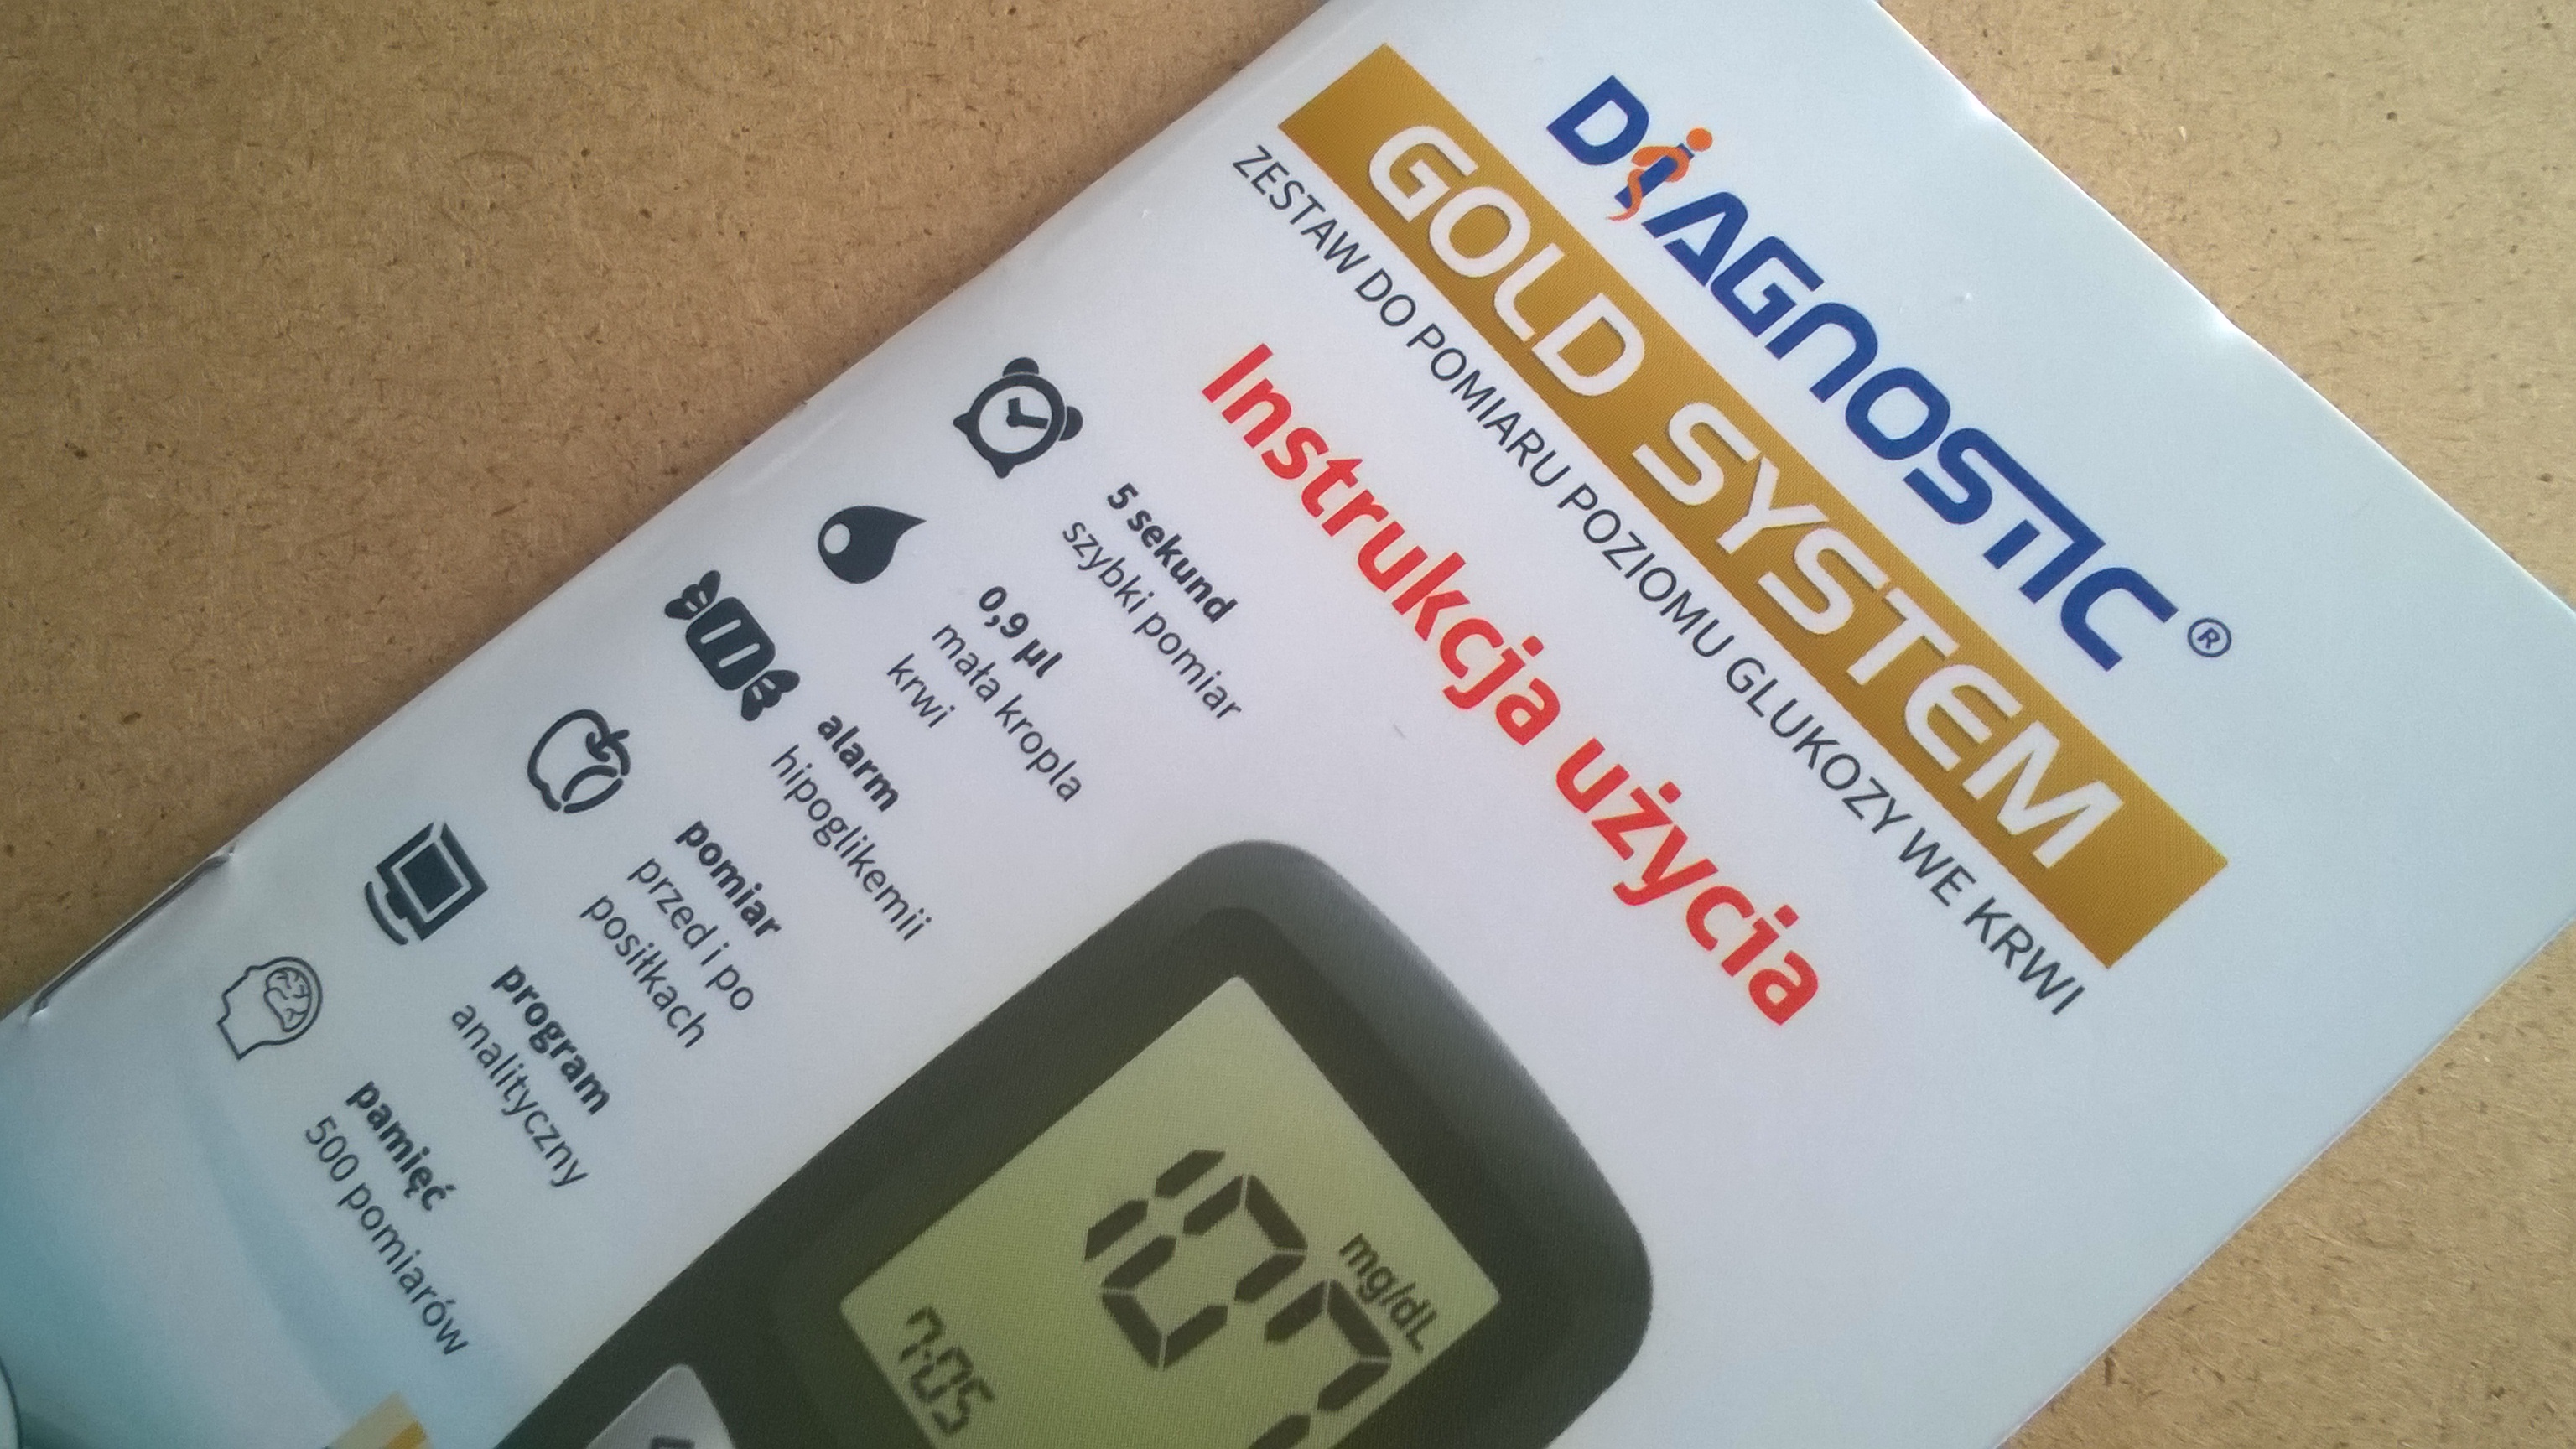 DiAGNOSTIC®
GOLD SYSTEM
ZESTAW DO POMIARU POZIOMU GLUKOZY WE KRWI
Instrukcja użycia
5 sekund
szybki pomiar
0,9 µl
mała kropla
krwi
alarm
hipoglikemii
pomiar
przed i po
posiłkach
program
analityczny
pamięć
500 pomiarów
mg/dL
107
7:05